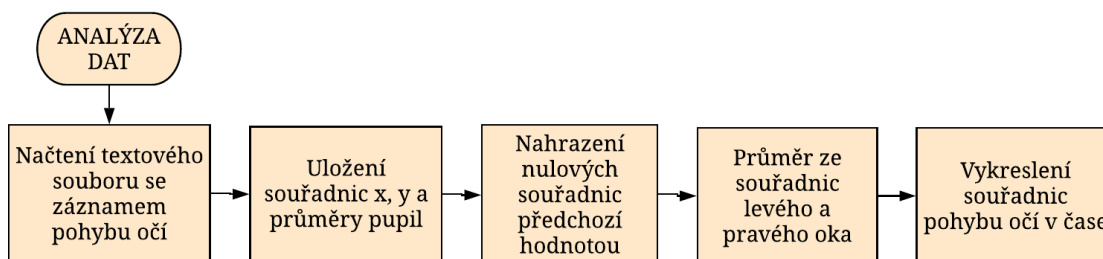 ANALÝZA
DAT
Načtení textového
souboru se
záznamem
pohybu očí
Uložení
souřadnic x, y a
průměry pupil
Nahrazení
nulových
souřadnic
předchozí
hodnotou
Průměr ze
souřadnic
levého a
pravého oka
Vykreslení
souřadnic
pohybu očí v čase